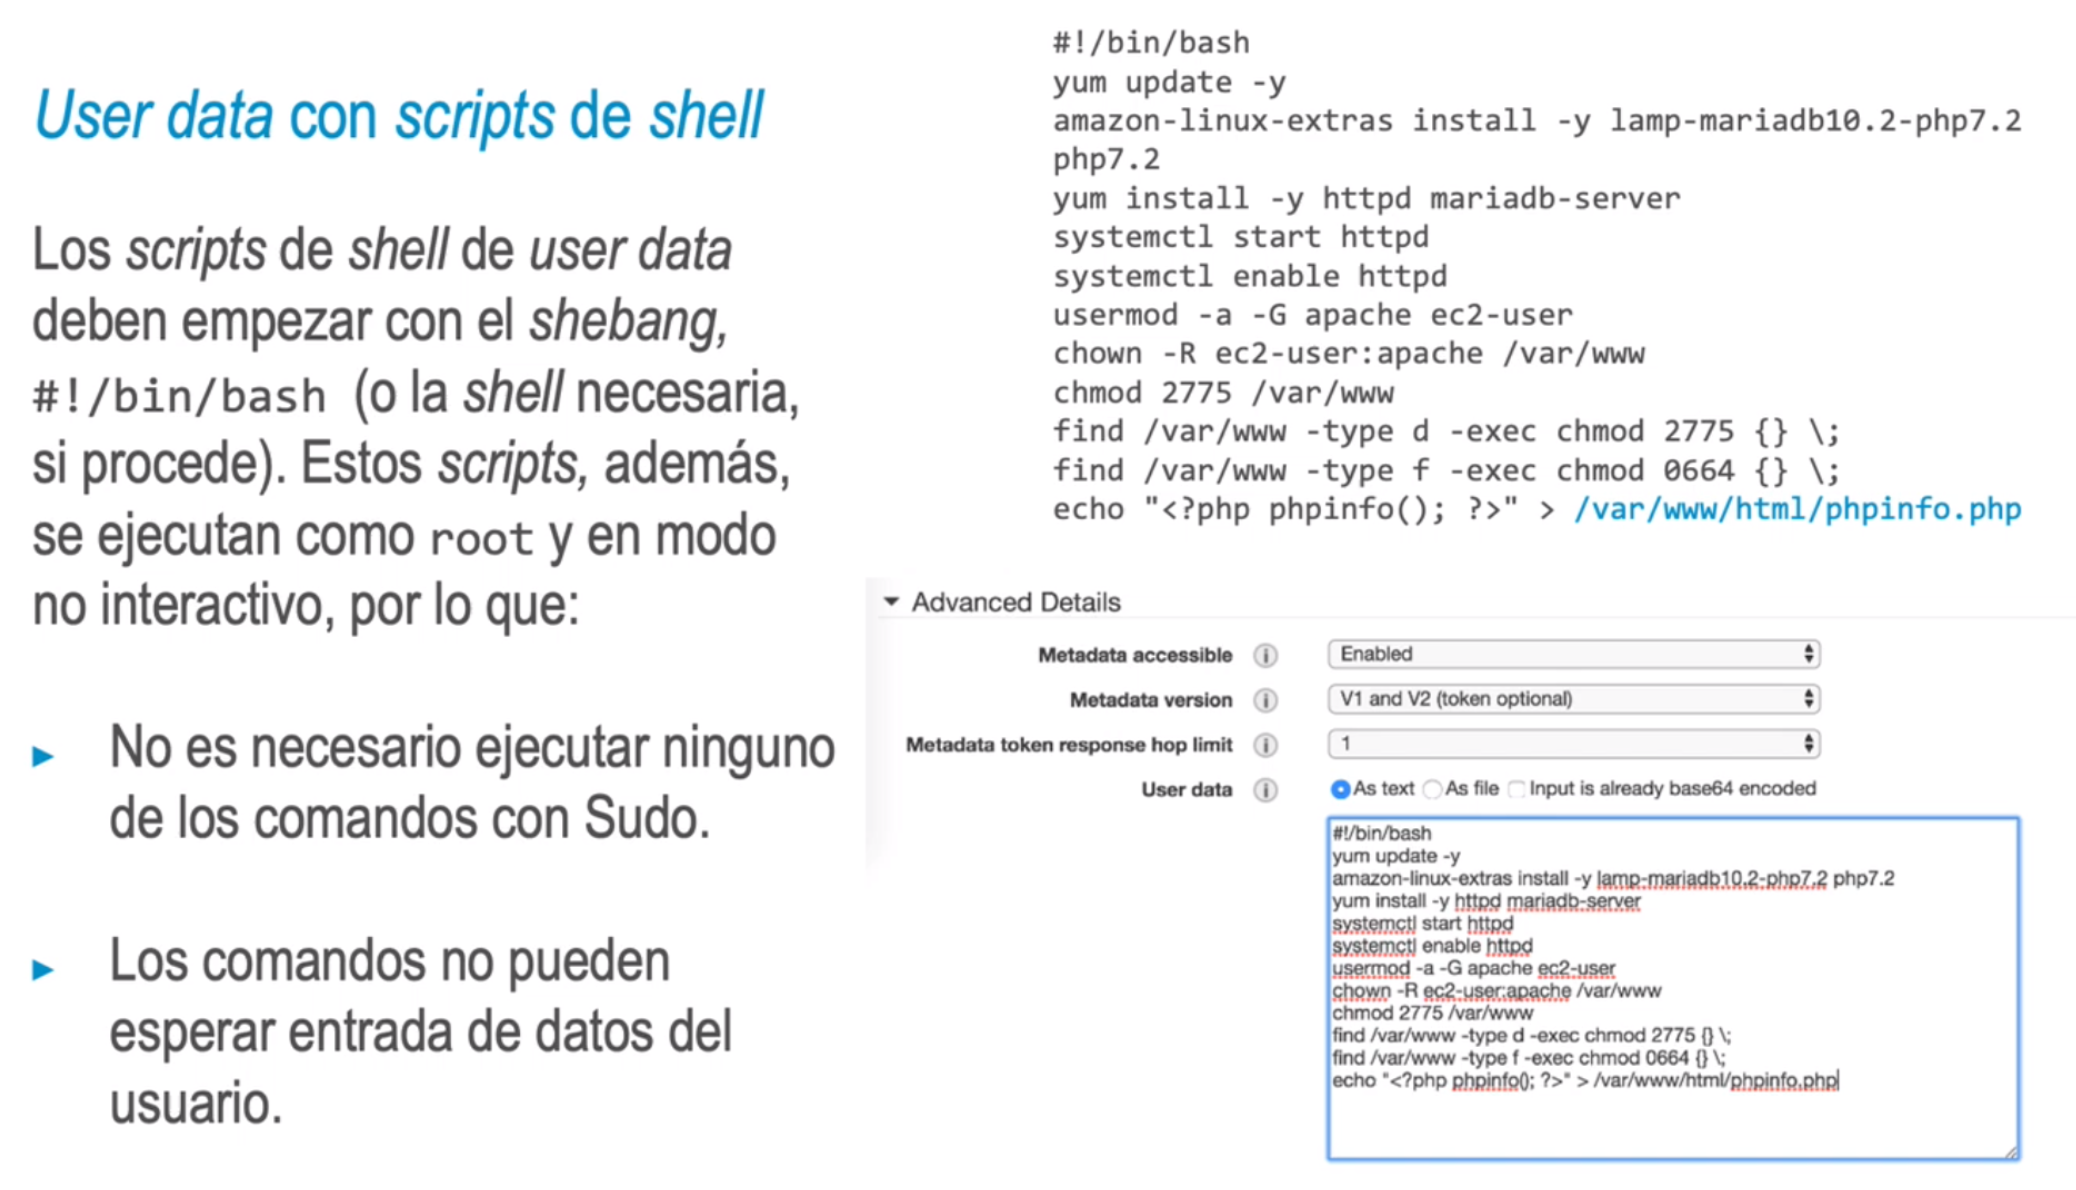 User data con scripts de shell
Los scripts de shell de user data
deben empezar con el shebang,
#!/bin/bash (o la shell necesaria,
si procede). Estos scripts, además,
se ejecutan como root y en modo
no interactivo, por lo que:
► No es necesario ejecutar ninguno
de los comandos con Sudo.
► Los comandos no pueden
esperar entrada de datos del
usuario.
#!/bin/bash
yum update -y
amazon-linux-extras install -y lamp-mariadb10.2-php7.2
php7.2
yum install -y httpd mariadb-server
systemctl start httpd
systemctl enable httpd
usermod -a -G apache ec2-user
chown -R ec2-user:apache /var/www
chmod 2775 /var/www
find /var/www -type d -exec chmod 2775 {} \;
find /var/www -type f -exec chmod 0664 {} \;
echo "<?php phpinfo(); ?>" > /var/www/html/phpinfo.php
Advanced Details
Metadata accessible i Enabled
Metadata version i V1 and V2 (token optional)
Metadata token response hop limit i 1
User data i As text As file Input is already base64 encoded
#!/bin/bash
yum update -y
amazon-linux-extras install -y lamp-mariadb10.2-php7.2 php7.2
yum install -y httpd mariadb-server
systemctl start httpd
systemctl enable httpd
usermod -a -G apache ec2-user
chown -R ec2-user:apache /var/www
chmod 2775 /var/www
find /var/www -type d -exec chmod 2775 {} \;
find /var/www -type f -exec chmod 0664 {} \;
echo "<?php phpinfo(); ?>" > /var/www/html/phpinfo.php